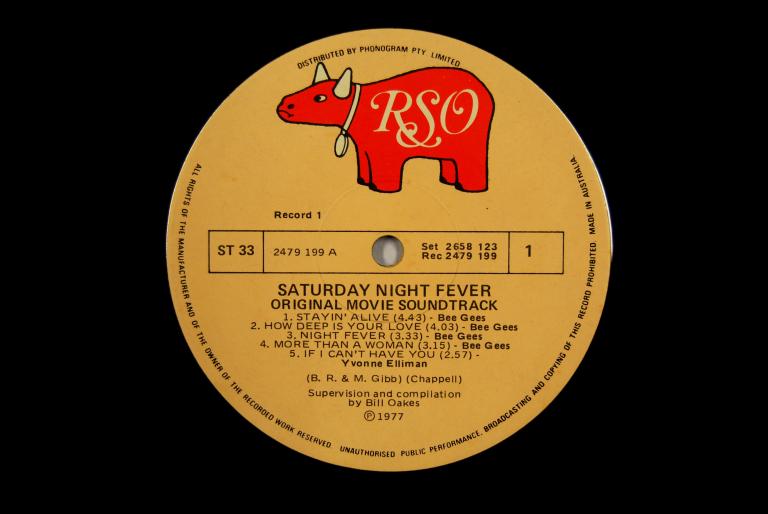 DISTRIBUTED BY PHONOGRAM PTY. LIMITED
RSO
Record 1
ST 33
2479 199 A
Set 2658 123
Rec 2479 199
1
SATURDAY NIGHT FEVER
ORIGINAL MOVIE SOUNDTRACK
1. STAYIN' ALIVE (4.43) - Bee Gees
2. HOW DEEP IS YOUR LOVE (4.03) - Bee Gees
3. NIGHT FEVER (3.33) - Bee Gees
4. MORE THAN A WOMAN (3.15) - Bee Gees
5. IF I CAN'T HAVE YOU (2.57) -
Yvonne Elliman
(B. R. & M. Gibb) (Chappell)
Supervision and compilation
by Bill Oakes
℗ 1977
ALL RIGHTS OF THE MANUFACTURER AND OF THE OWNER OF THE RECORDED WORK RESERVED. UNAUTHORISED PUBLIC PERFORMANCE, BROADCASTING AND COPYING OF THIS RECORD PROHIBITED. MADE IN AUSTRALIA.